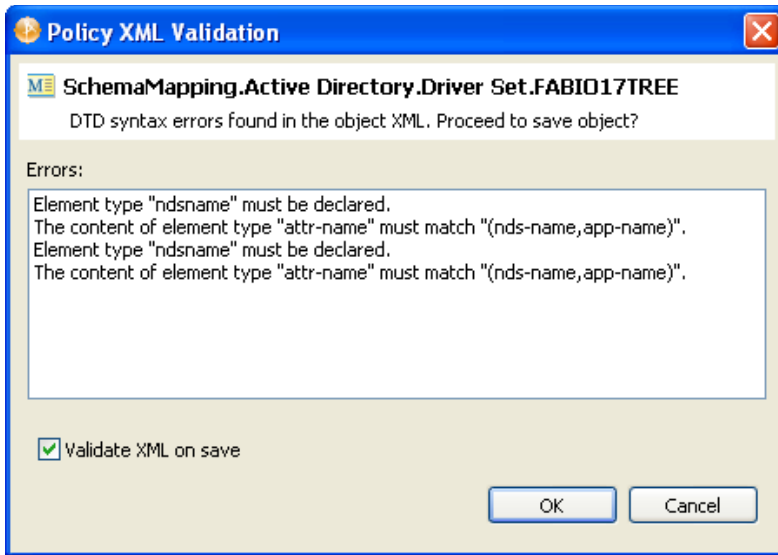 Policy XML Validation
SchemaMapping.Active Directory.Driver Set.FABIO17TREE
DTD syntax errors found in the object XML. Proceed to save object?
Errors:
Element type "ndsname" must be declared.
The content of element type "attr-name" must match "(nds-name,app-name)".
Element type "ndsname" must be declared.
The content of element type "attr-name" must match "(nds-name,app-name)".
Validate XML on save
OK Cancel